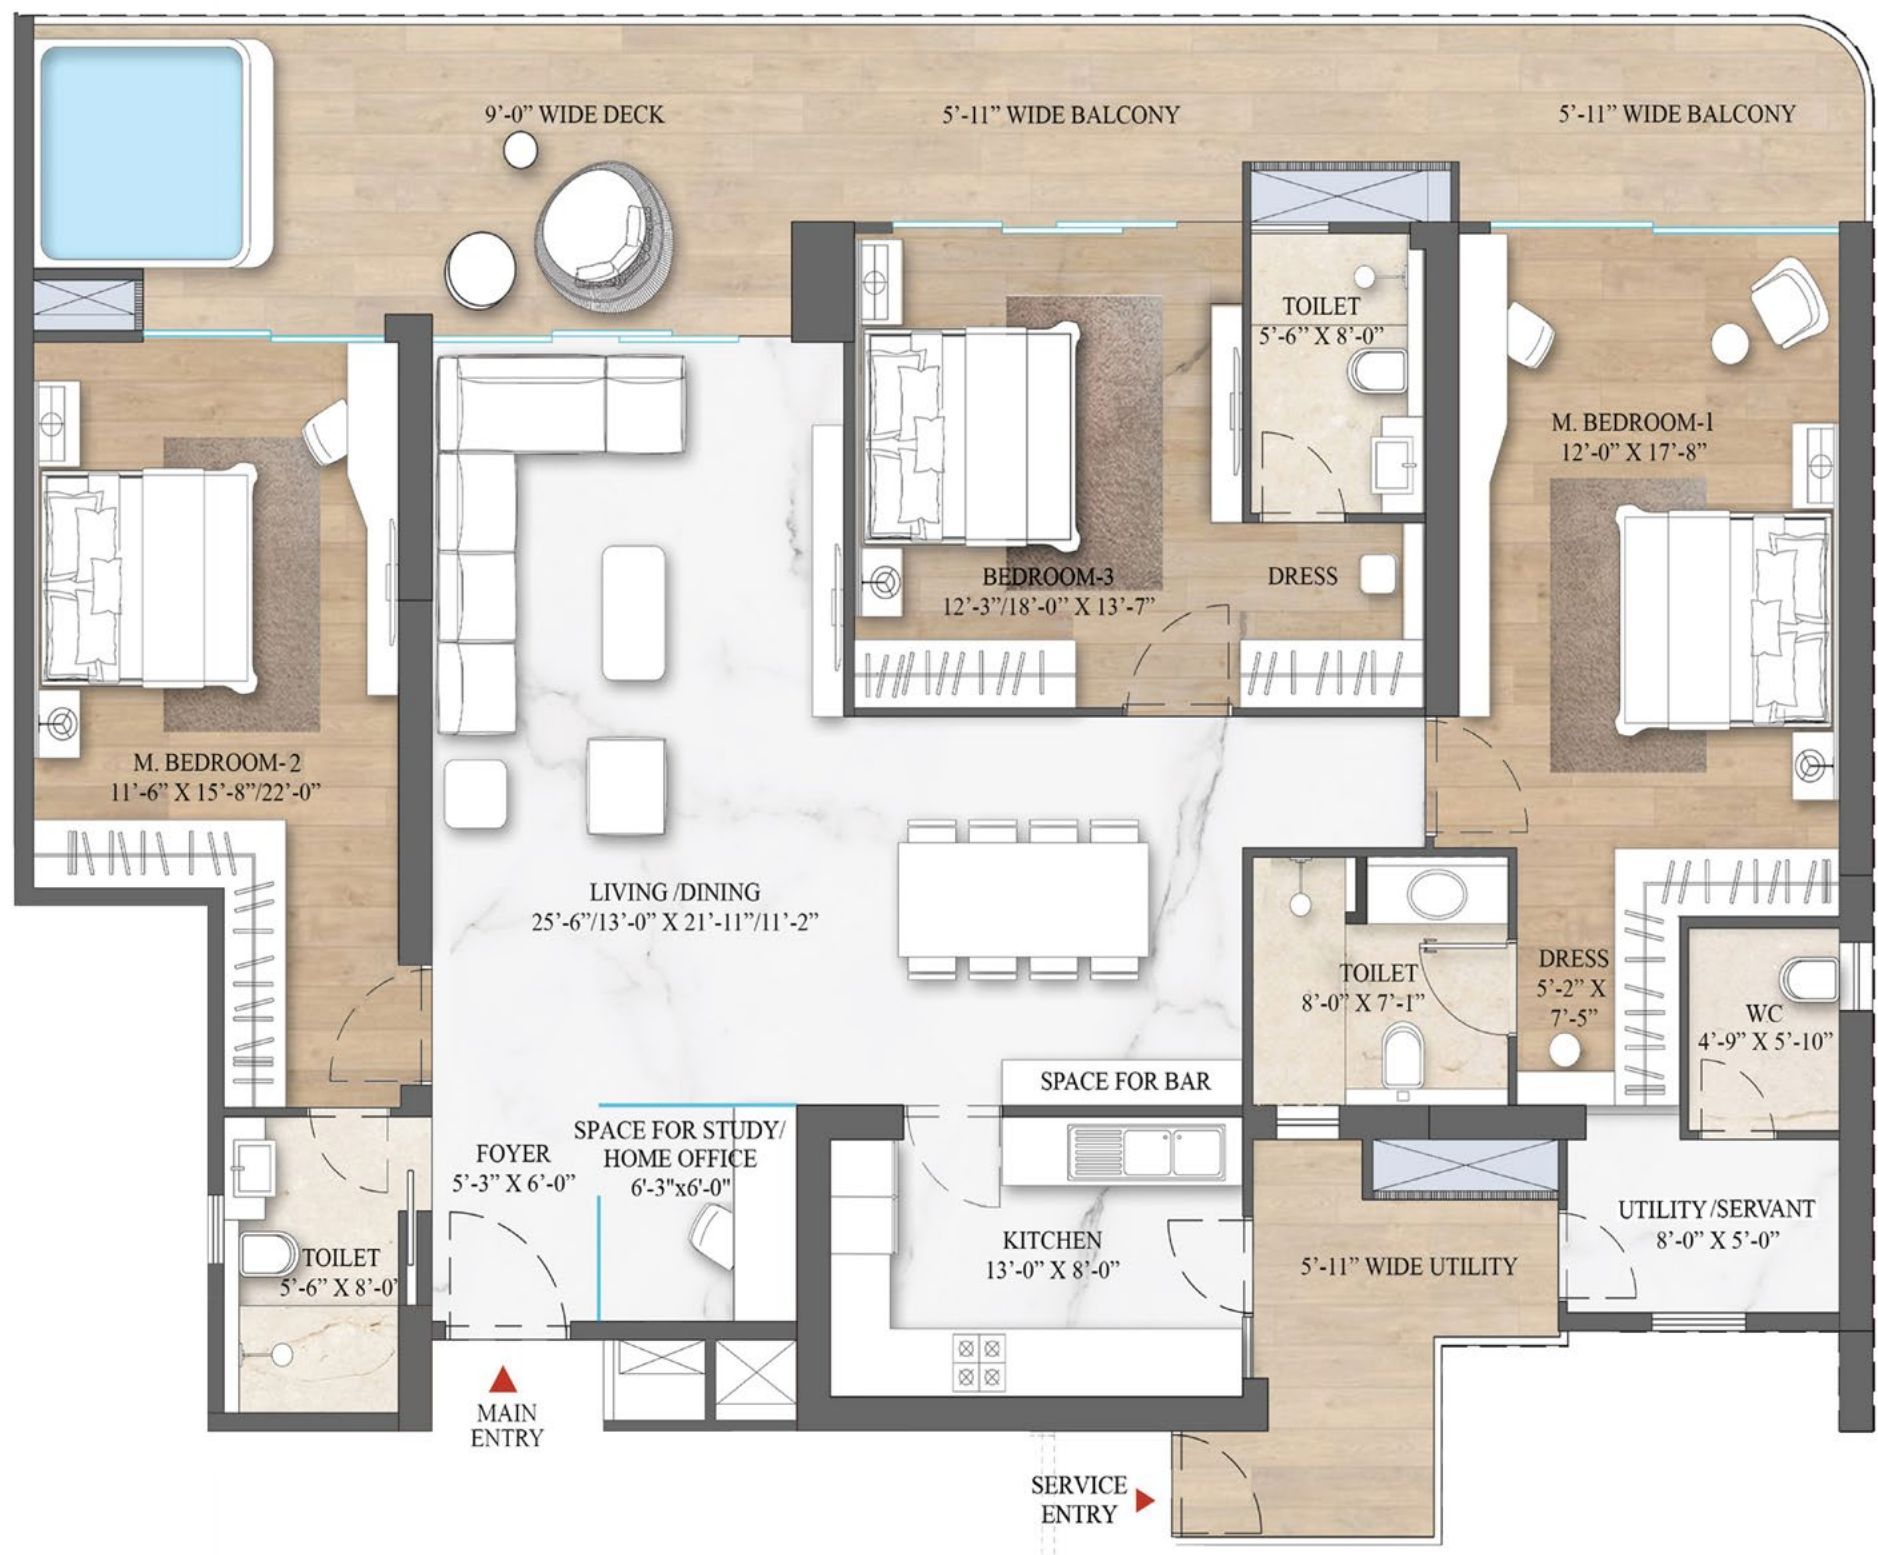 9’-0” WIDE DECK
5’-11” WIDE BALCONY
5’-11” WIDE BALCONY
TOILET
5’-6” X 8’-0”
M. BEDROOM-1
12’-0” X 17’-8”
BEDROOM-3
12’-3”/18’-0” X 13’-7”
DRESS
M. BEDROOM-2
11’-6” X 15’-8”/22’-0”
LIVING /DINING
25’-6”/13’-0” X 21’-11”/11’-2”
TOILET
8’-0” X 7’-1”
DRESS
5’-2” X
7’-5”
WC
4’-9” X 5’-10”
SPACE FOR BAR
FOYER
5’-3” X 6’-0”
SPACE FOR STUDY/
HOME OFFICE
6'-3"x6'-0"
TOILET
5’-6” X 8’-0’
KITCHEN
13’-0” X 8’-0”
5’-11” WIDE UTILITY
UTILITY /SERVANT
8’-0” X 5’-0”
MAIN
ENTRY
SERVICE
ENTRY